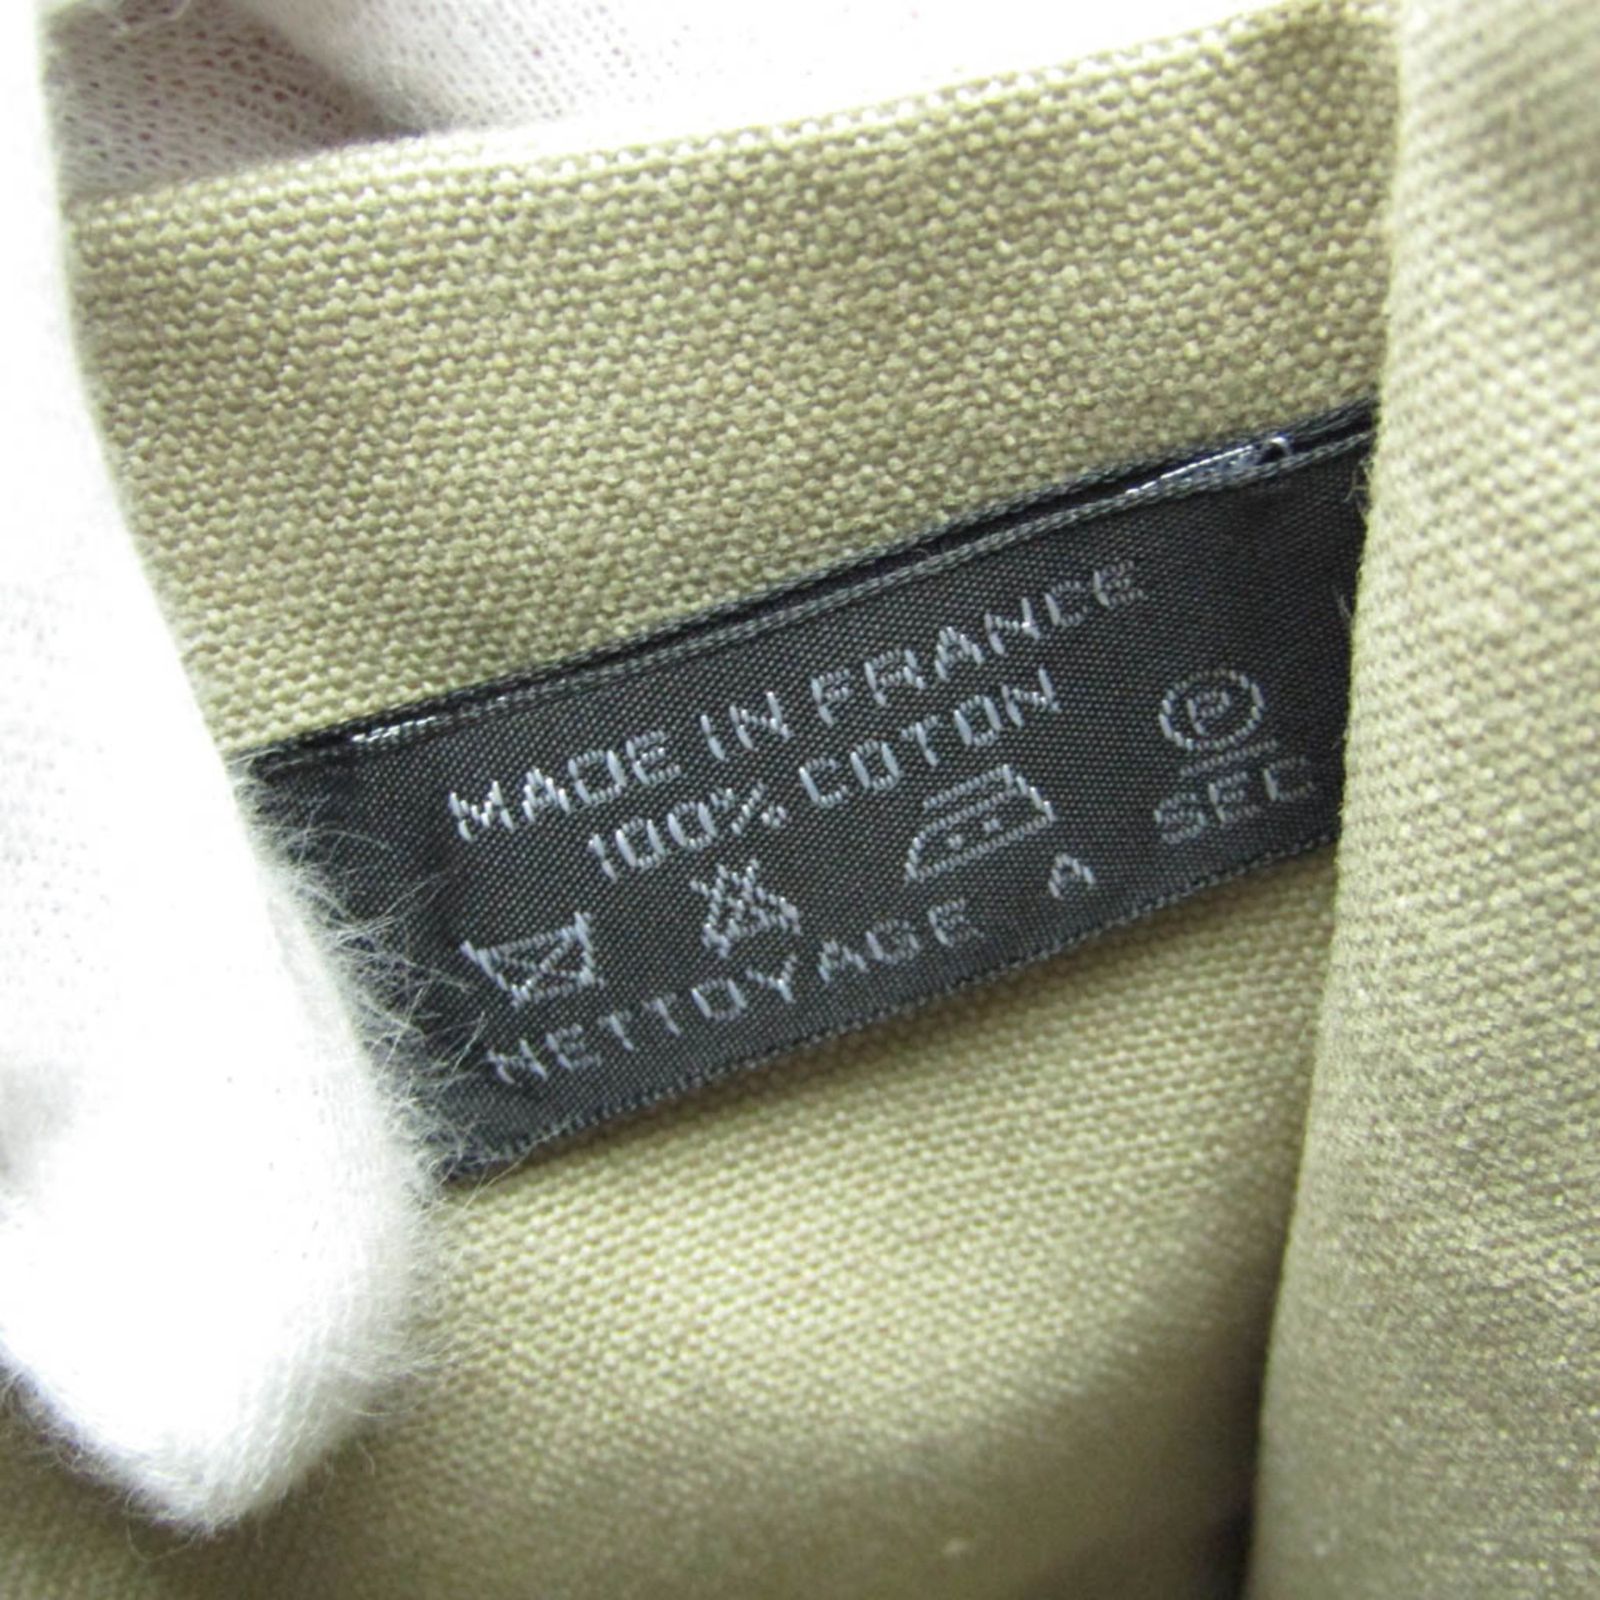 MADE IN FRANCE
100% COTON
P
NETTOYAGE A SEC